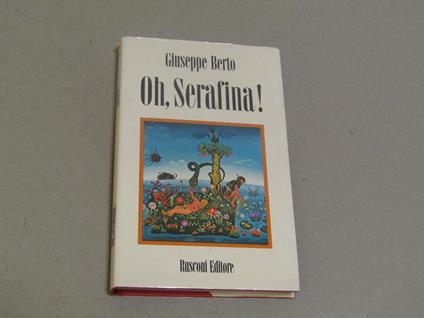 Giuseppe Berto
Oh, Serafina!
Rusconi Editore